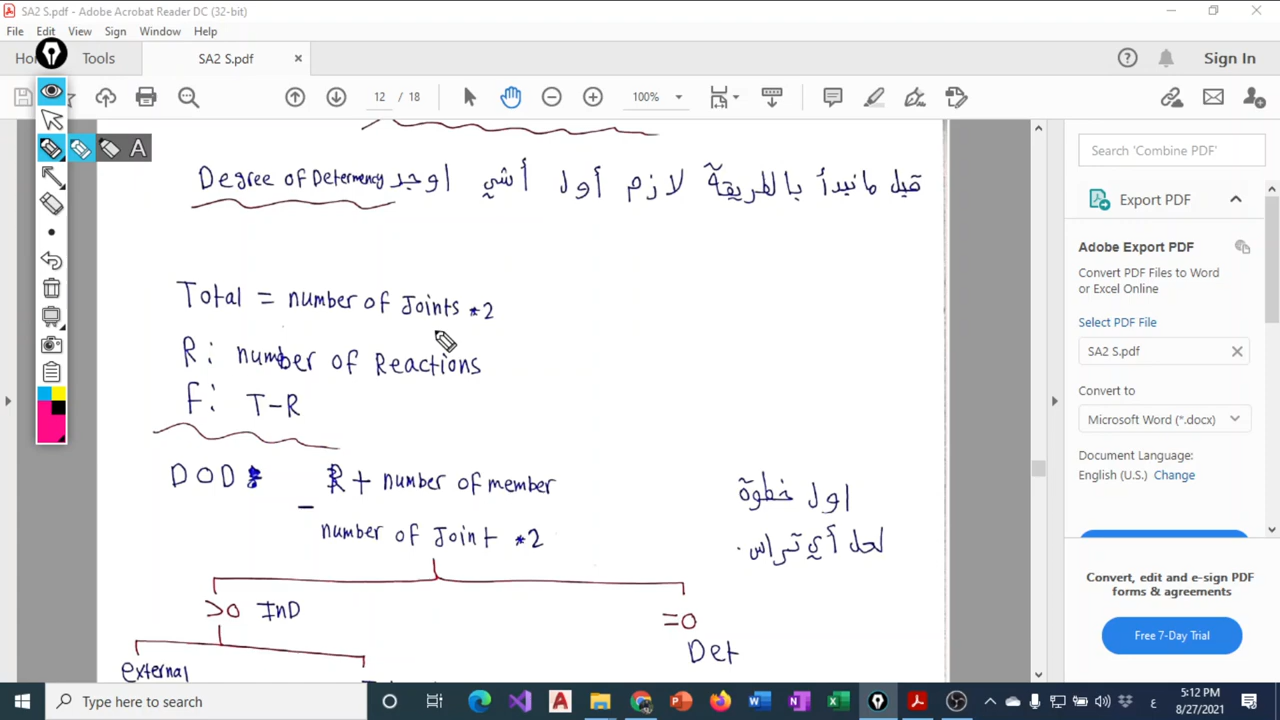 SA2 S.pdf - Adobe Acrobat Reader DC (32-bit)
File Edit View Sign Window Help
Tools SA2 S.pdf Sign In
12 / 18 100%
Search 'Combine PDF'
قبل مانبدأ بالطريقة لازم أول أشي اوجد Degree of Determency
Total = number of Joints *2
R: number of Reactions
F: T-R
DOD: R + number of member
- number of Joint *2
اول خطوة
لحل أي تراس.
>0 InD
=0
Det
external
Export PDF
Adobe Export PDF
Convert PDF Files to Word
or Excel Online
Select PDF File
SA2 S.pdf
Convert to
Microsoft Word (*.docx)
Document Language:
English (U.S.) Change
Convert, edit and e-sign PDF
forms & agreements
Free 7-Day Trial
A
Type here to search
ع
5:12 PM
8/27/2021